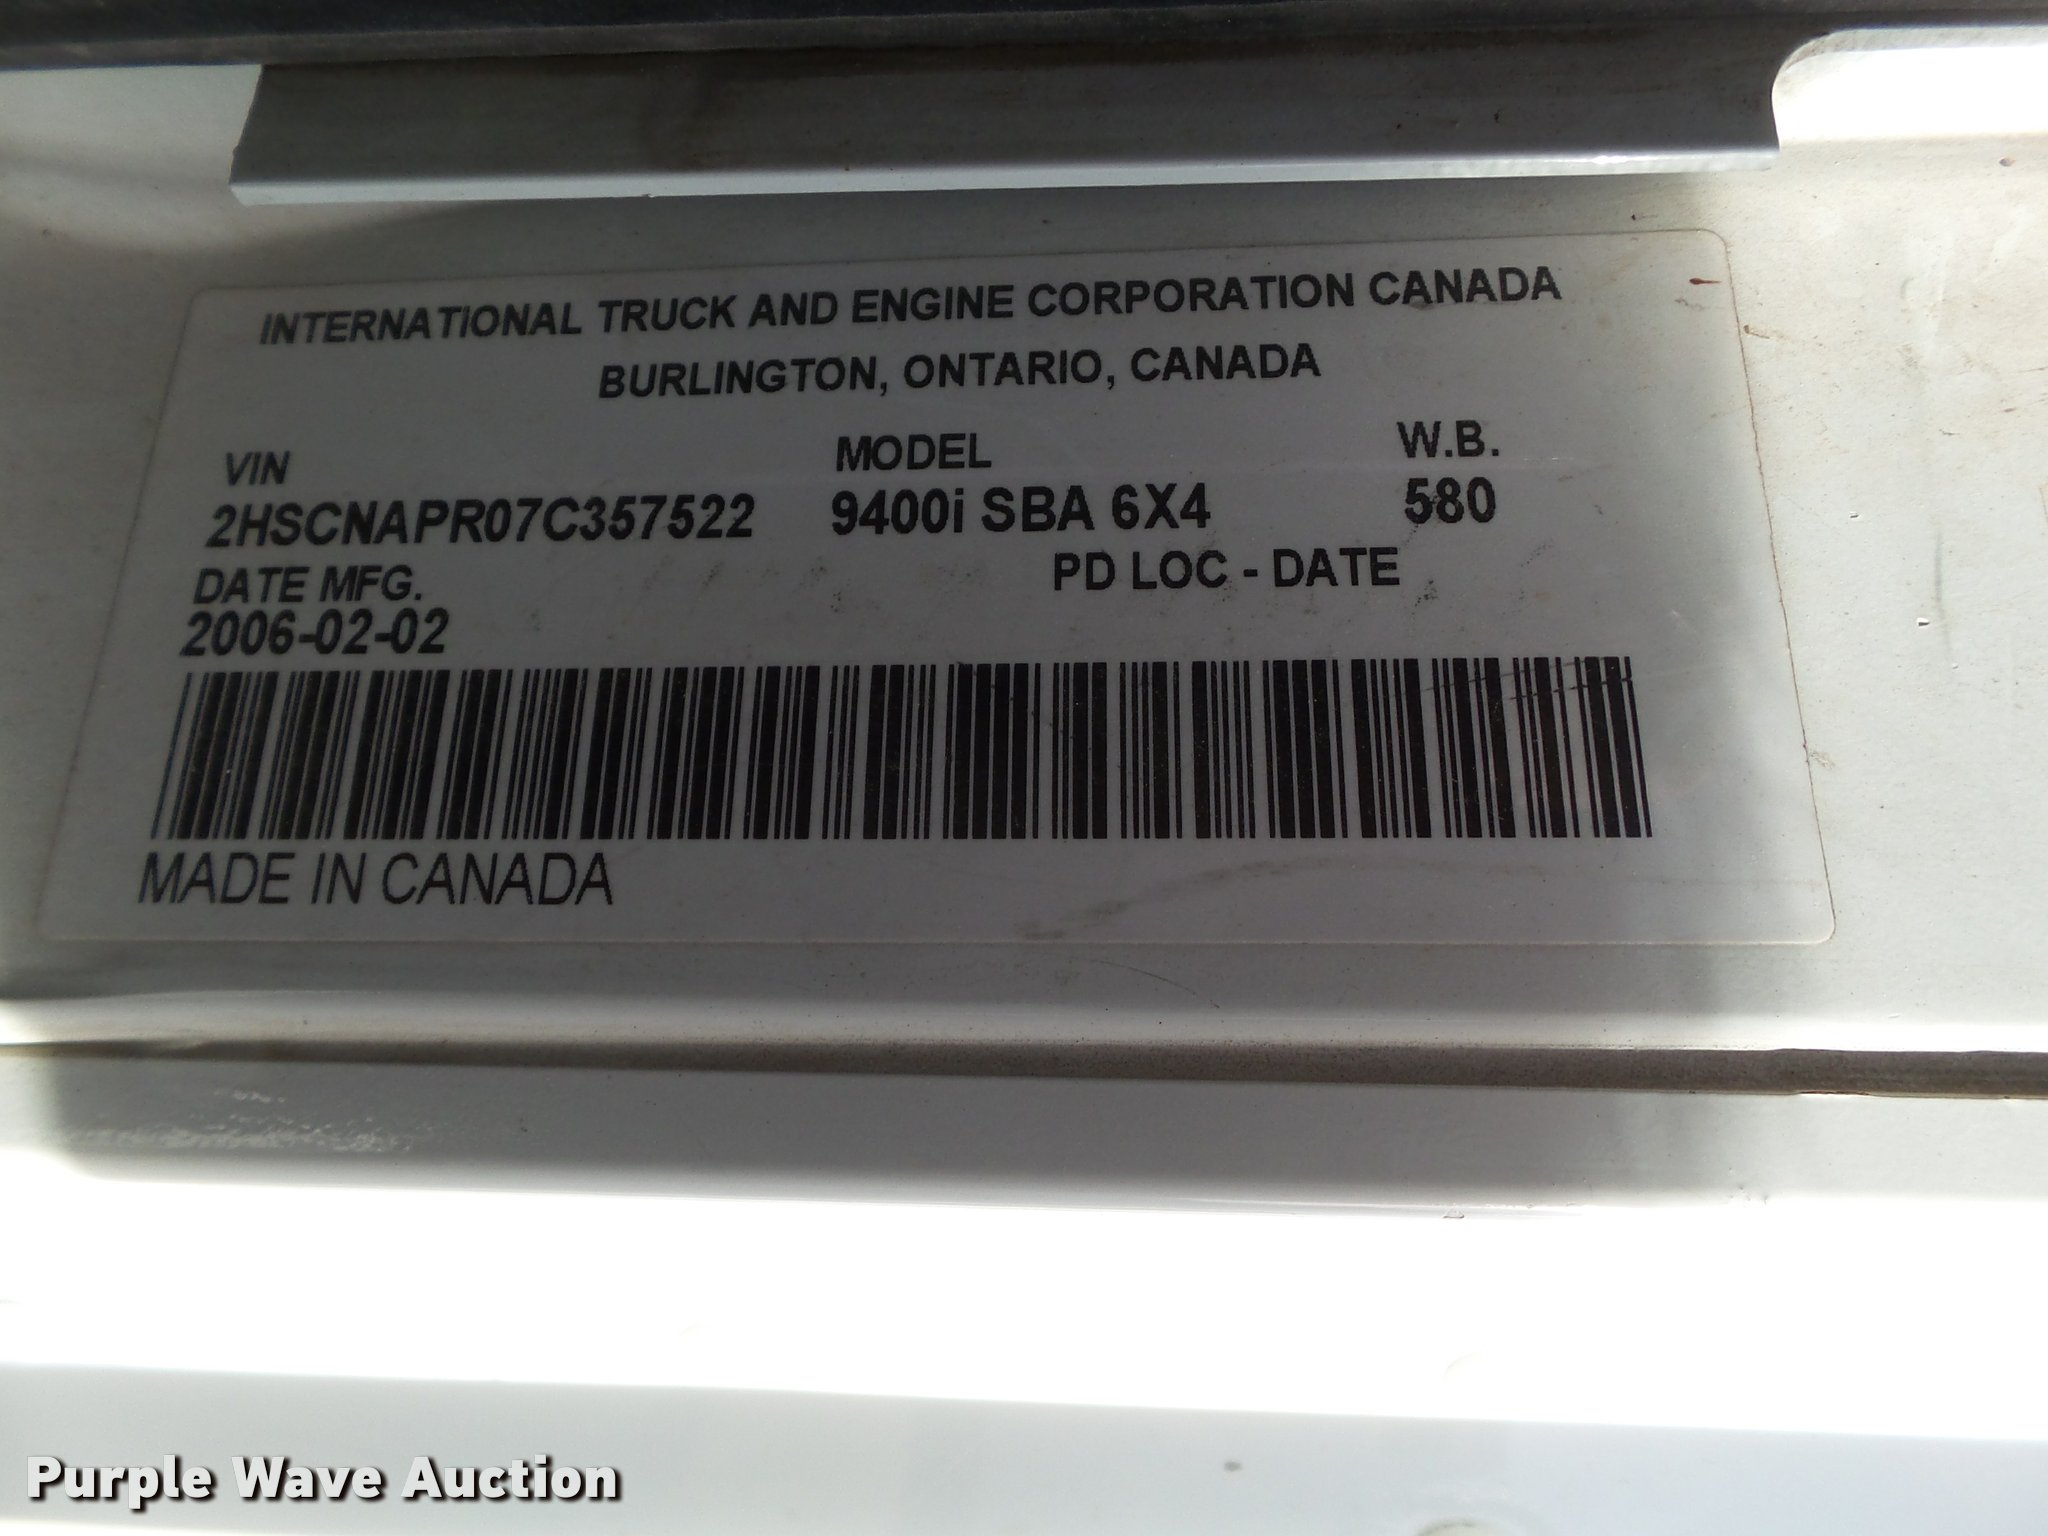 INTERNATIONAL TRUCK AND ENGINE CORPORATION CANADA
BURLINGTON, ONTARIO, CANADA
VIN MODEL W.B.
2HSCNAPR07C357522 9400i SBA 6X4 580
DATE MFG. PD LOC - DATE
2006-02-02
MADE IN CANADA
Purple Wave Auction